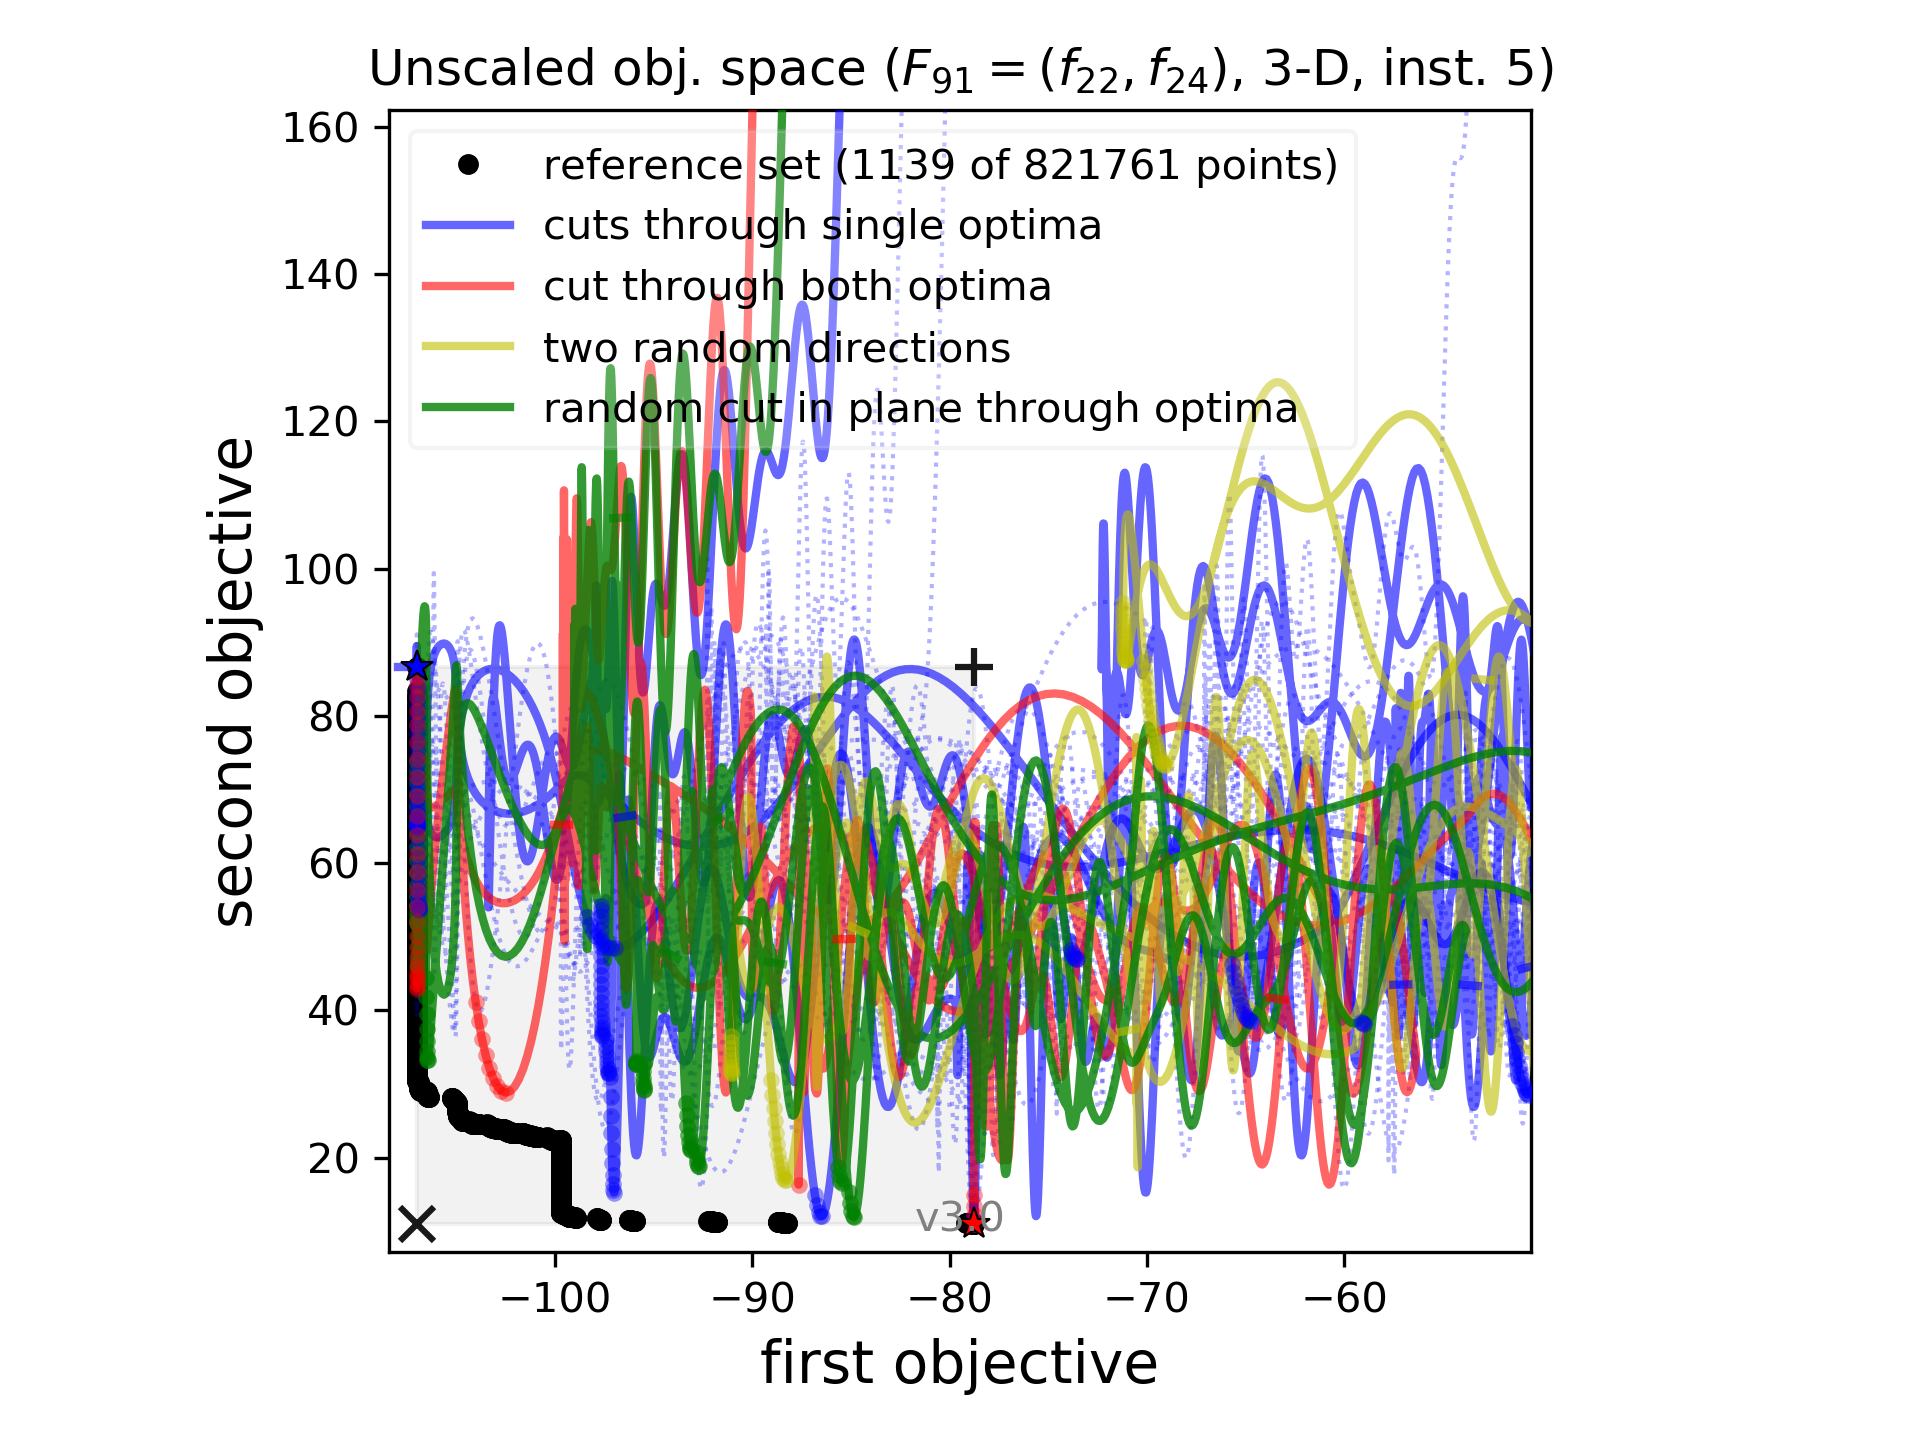 Unscaled obj. space (F₉₁ = (f₂₂, f₂₄), 3-D, inst. 5)
reference set (1139 of 821761 points)
cuts through single optima
cut through both optima
two random directions
random cut in plane through optima
second objective
160
140
120
100
80
60
40
20
v3.0
−100
−90
−80
−70
−60
first objective